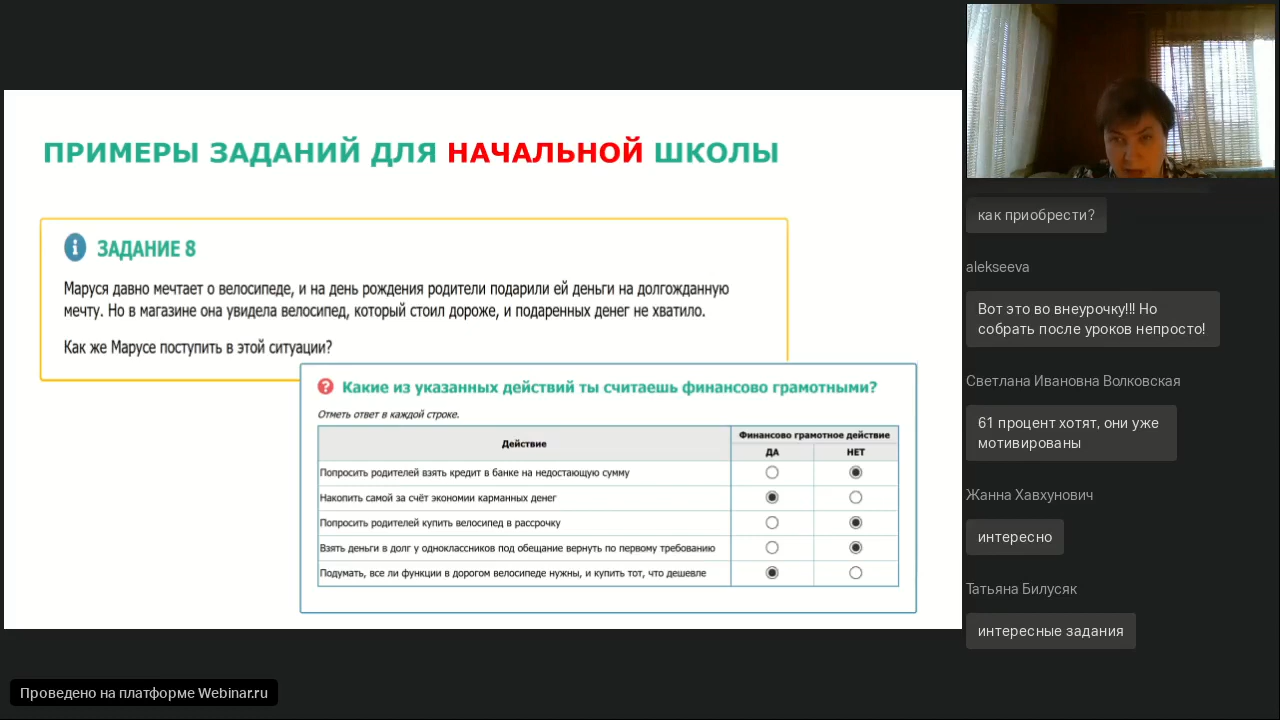 ПРИМЕРЫ ЗАДАНИЙ ДЛЯ НАЧАЛЬНОЙ ШКОЛЫ
ЗАДАНИЕ 8
Маруся давно мечтает о велосипеде, и на день рождения родители подарили ей деньги на долгожданную
мечту. Но в магазине она увидела велосипед, который стоил дороже, и подаренных денег не хватило.
Как же Марусе поступить в этой ситуации?
Какие из указанных действий ты считаешь финансово грамотными?
Отметь ответ в каждой строке.
Действие
Финансово грамотное действие
ДА НЕТ
Попросить родителей взять кредит в банке на недостающую сумму
Накопить самой за счёт экономии карманных денег
Попросить родителей купить велосипед в рассрочку
Взять деньги в долг у одноклассников под обещание вернуть по первому требованию
Подумать, все ли функции в дорогом велосипеде нужны, и купить тот, что дешевле
как приобрести?
alekseeva
Вот это во внеурочку!!! Но
собрать после уроков непросто!
Светлана Ивановна Волковская
61 процент хотят, они уже
мотивированы
Жанна Хавхунович
интересно
Татьяна Билусяк
интересные задания
Проведено на платформе Webinar.ru